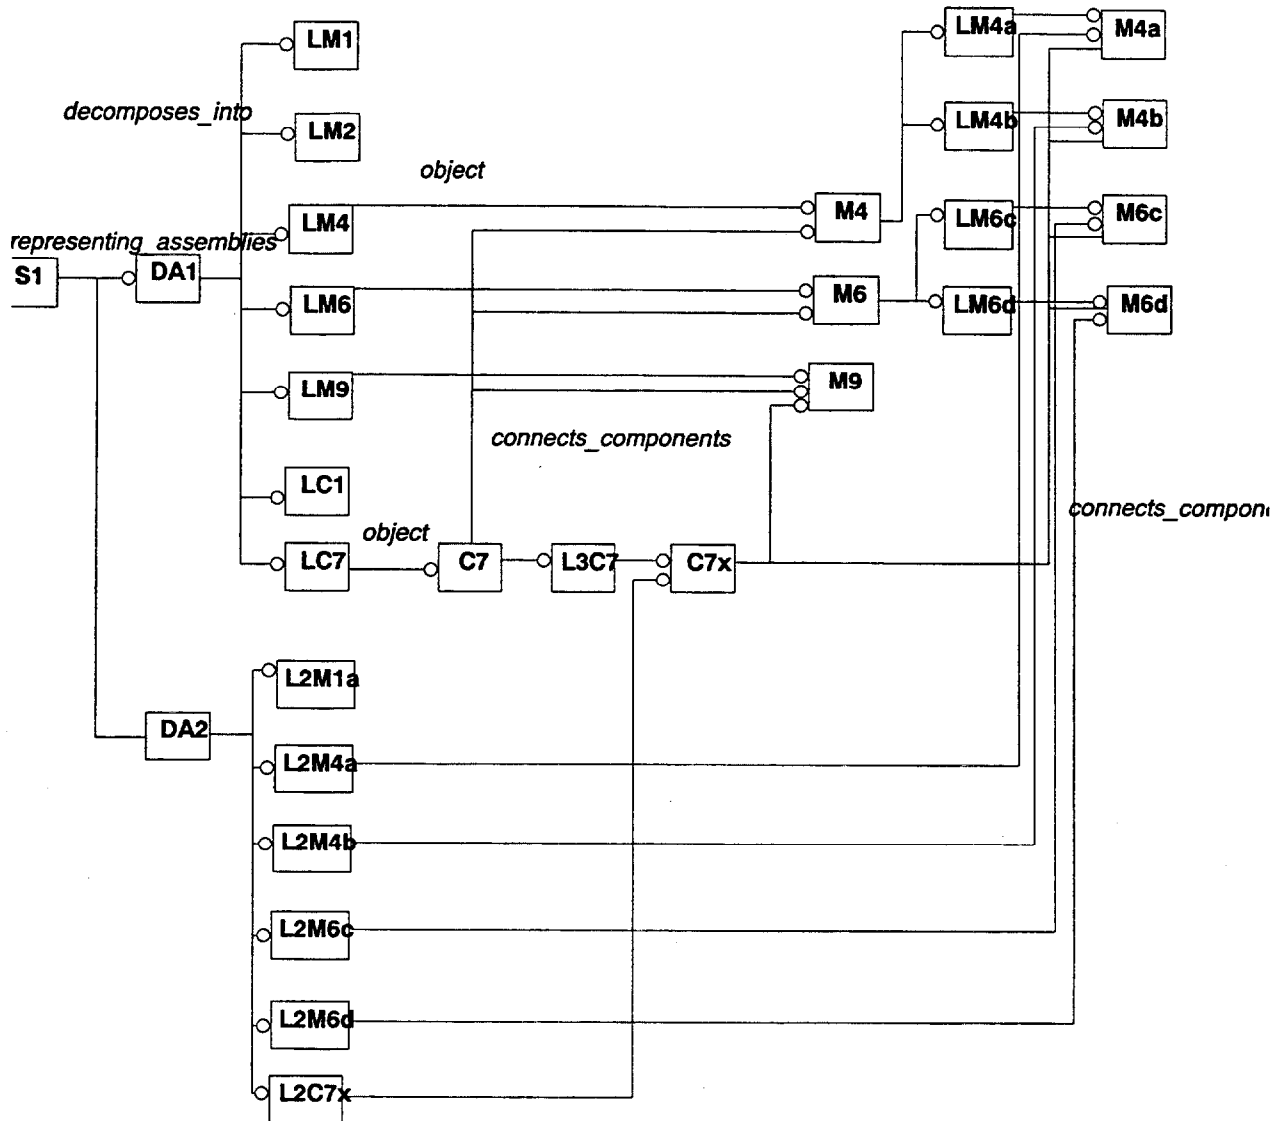 LM4a
M4a
LM1
decomposes_into
LM2
LM4b
M4b
object
LM4
M4
LM6c
M6c
representing_assemblies
S1
DA1
LM6
M6
LM6d
M6d
LM9
M9
connects_components
LC1
connects_compon
object
LC7
C7
L3C7
C7x
L2M1a
DA2
L2M4a
L2M4b
L2M6c
L2M6d
L2C7x